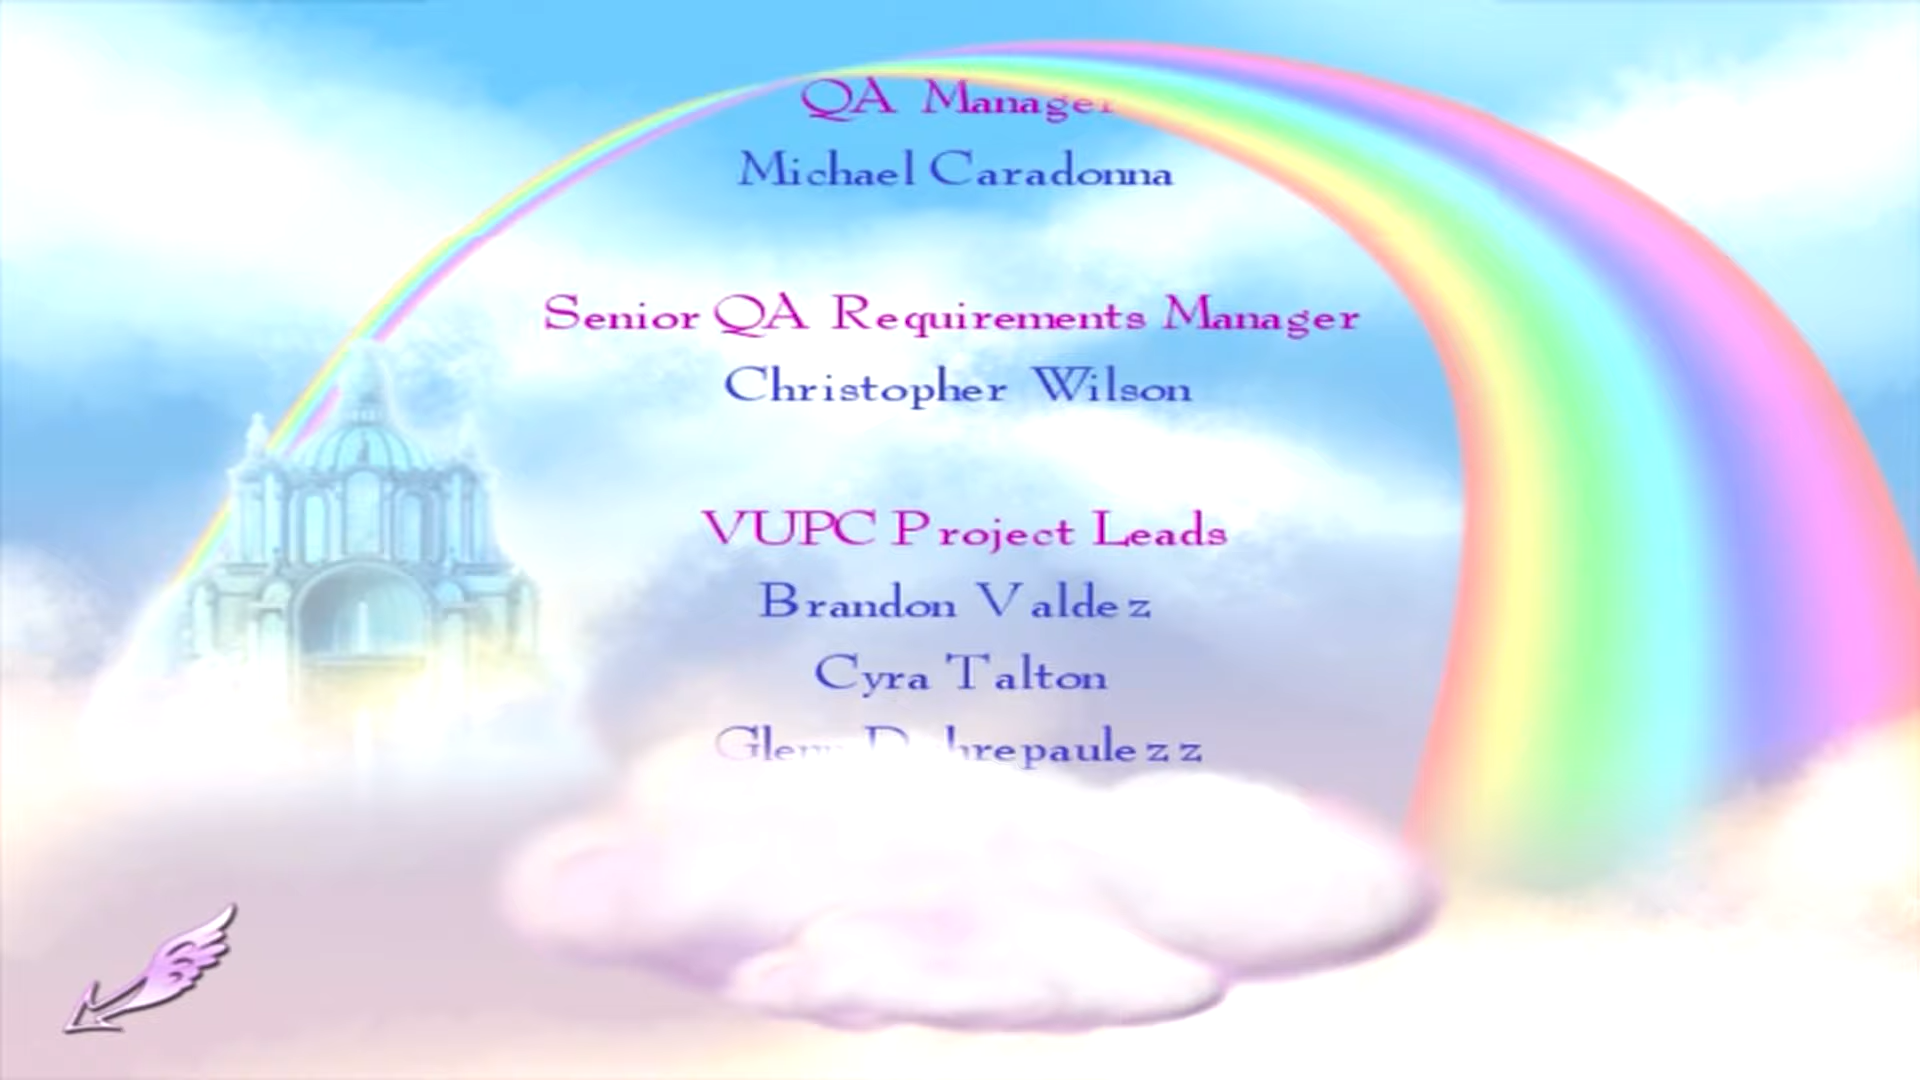 QA Manager
Michael Caradonna
Senior QA Requirements Manager
Christopher Wilson
VUPC Project Leads
Brandon Valdez
Cyra Talton